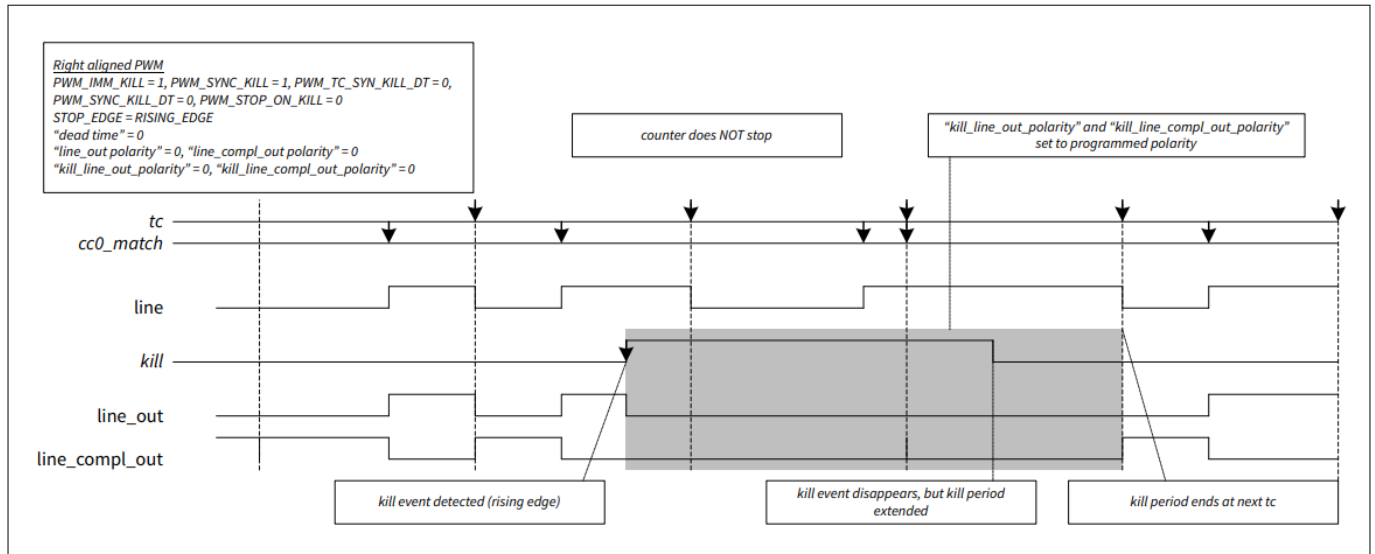 Right aligned PWM
PWM_IMM_KILL = 1, PWM_SYNC_KILL = 1, PWM_TC_SYN_KILL_DT = 0,
PWM_SYNC_KILL_DT = 0, PWM_STOP_ON_KILL = 0
STOP_EDGE = RISING_EDGE
“dead time” = 0
“line_out polarity” = 0, “line_compl_out polarity” = 0
“kill_line_out_polarity” = 0, “kill_line_compl_out_polarity” = 0
counter does NOT stop
“kill_line_out_polarity” and “kill_line_compl_out_polarity”
set to programmed polarity
tc
cc0_match
line
kill
line_out
line_compl_out
kill event detected (rising edge)
kill event disappears, but kill period
extended
kill period ends at next tc